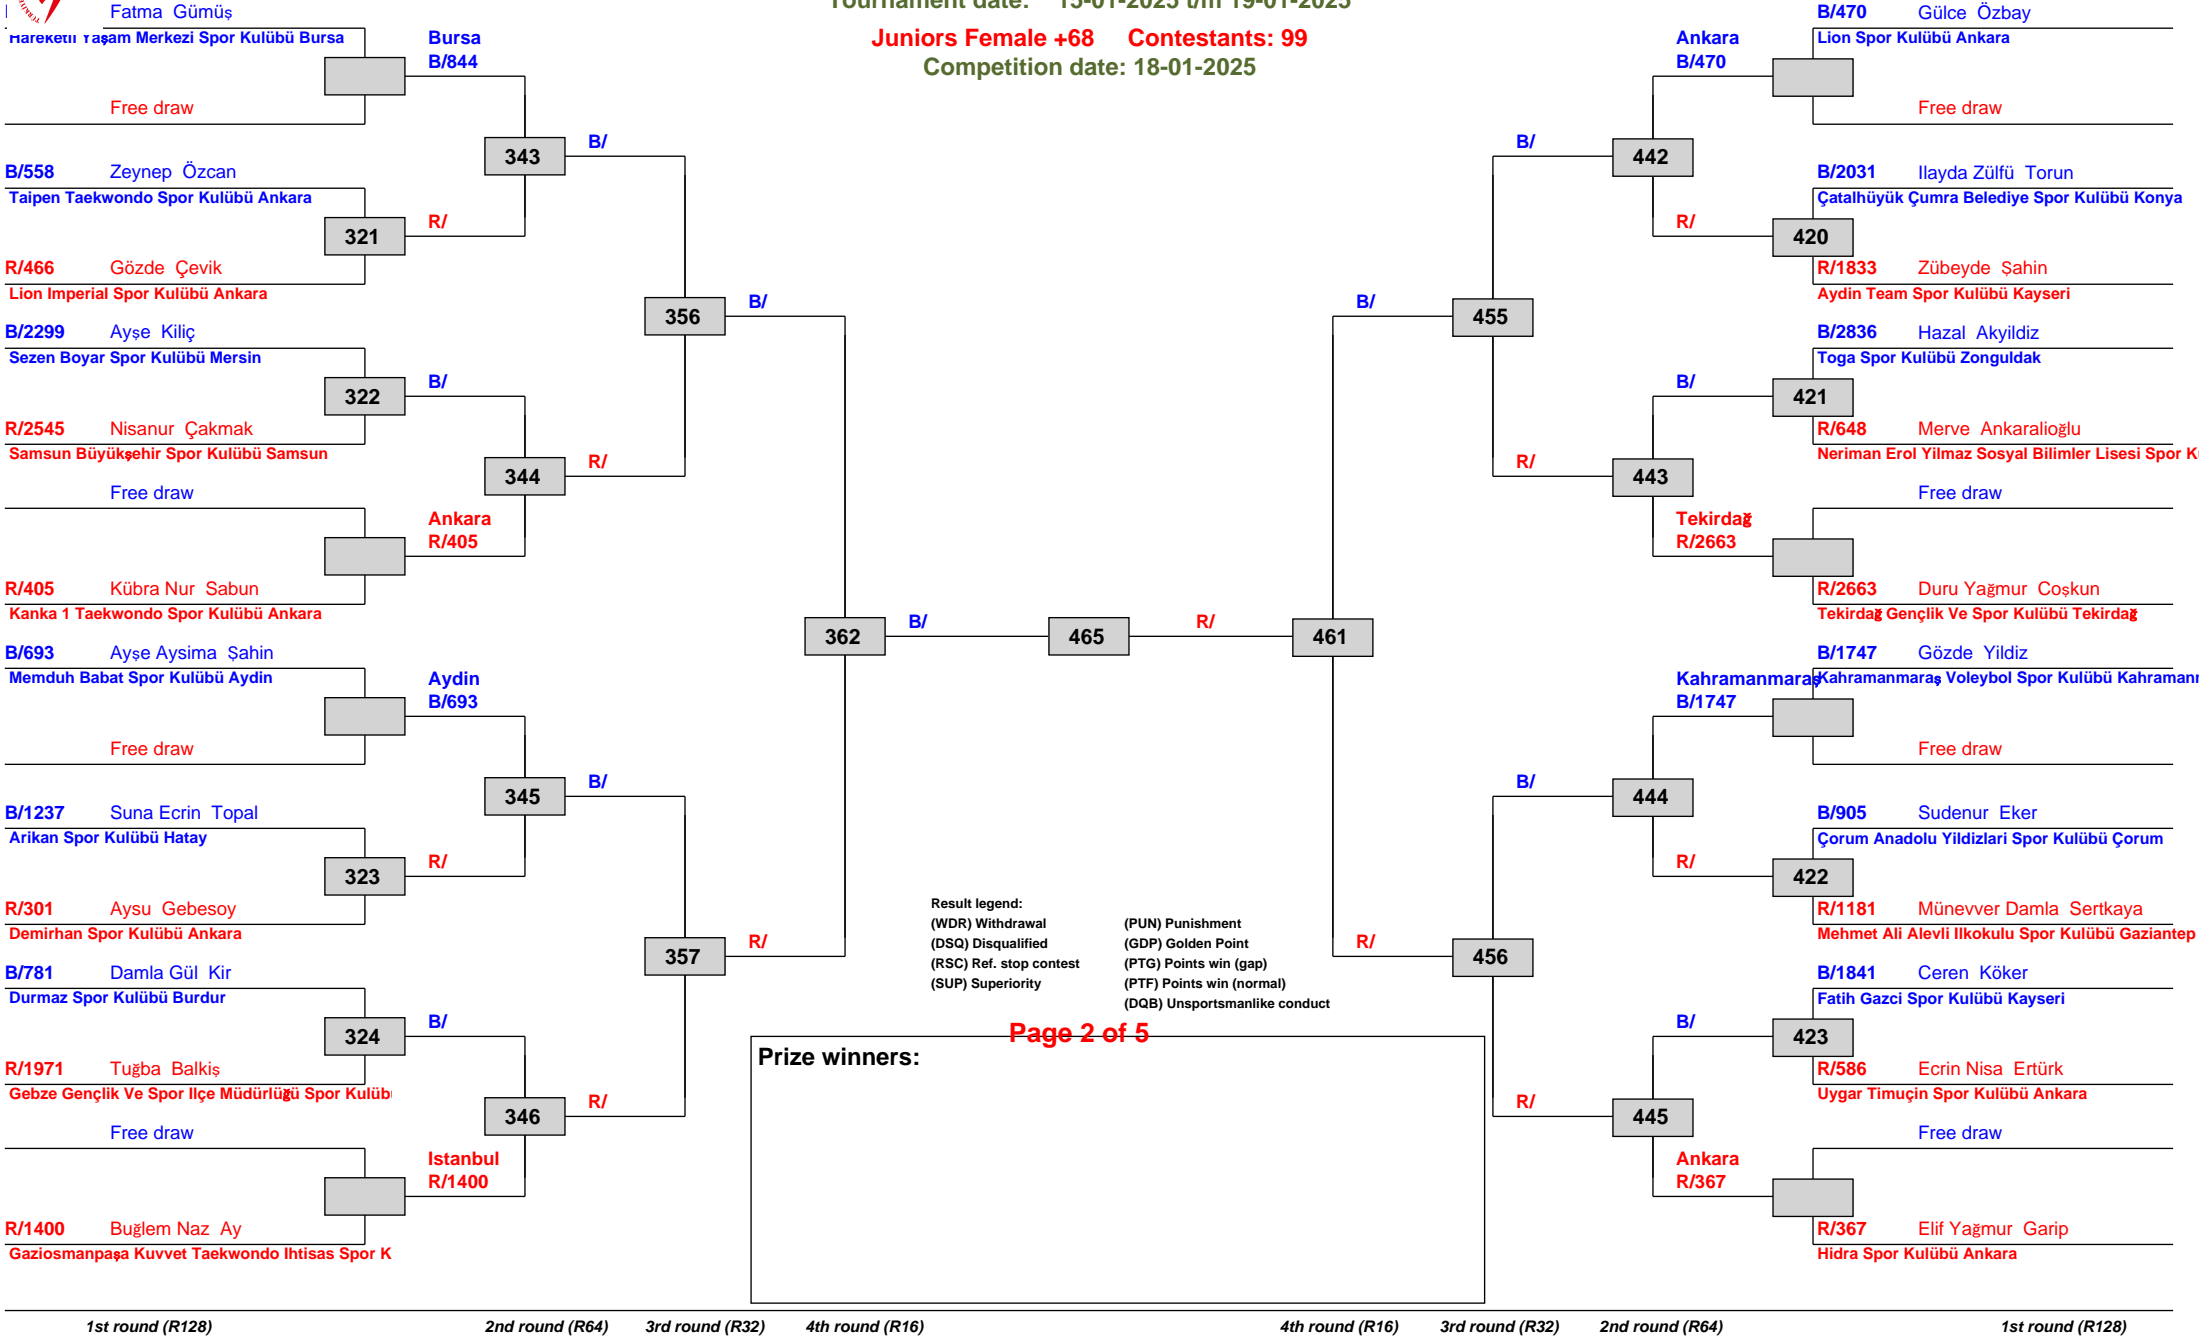 Tournament date: 15-01-2025 t/m 19-01-2025
Juniors Female +68 Contestants: 99
Competition date: 18-01-2025
Fatma Gümüş
Hareketli Yaşam Merkezi Spor Kulübü Bursa
Free draw
B/558 Zeynep Özcan
Taipen Taekwondo Spor Kulübü Ankara
321
R/466 Gözde Çevik
Lion Imperial Spor Kulübü Ankara
B/2299 Ayşe Kiliç
Sezen Boyar Spor Kulübü Mersin
322
R/2545 Nisanur Çakmak
Samsun Büyükşehir Spor Kulübü Samsun
Free draw
R/405 Kübra Nur Sabun
Kanka 1 Taekwondo Spor Kulübü Ankara
B/693 Ayşe Aysima Şahin
Memduh Babat Spor Kulübü Aydin
Free draw
B/1237 Suna Ecrin Topal
Arikan Spor Kulübü Hatay
323
R/301 Aysu Gebesoy
Demirhan Spor Kulübü Ankara
B/781 Damla Gül Kir
Durmaz Spor Kulübü Burdur
324
R/1971 Tuğba Balkiş
Gebze Gençlik Ve Spor Ilçe Müdürlüğü Spor Kulüb
Free draw
R/1400 Buğlem Naz Ay
Gaziosmanpaşa Kuvvet Taekwondo Ihtisas Spor K
Bursa
B/844
343
R/
B/
344
Ankara
R/405
Aydin
B/693
345
R/
B/
346
Istanbul
R/1400
B/
356
R/
B/
357
R/
B/
362
R/
B/
465
R/
461
B/
R/
455
B/
R/
456
B/
R/
Ankara
B/470
442
R/
B/
443
Tekirdağ
R/2663
Kahramanmaraş
B/1747
444
R/
B/
445
Ankara
R/367
B/470 Gülce Özbay
Lion Spor Kulübü Ankara
Free draw
B/2031 Ilayda Zülfü Torun
Çatalhüyük Çumra Belediye Spor Kulübü Konya
420
R/1833 Zübeyde Şahin
Aydin Team Spor Kulübü Kayseri
B/2836 Hazal Akyildiz
Toga Spor Kulübü Zonguldak
421
R/648 Merve Ankaralioğlu
Neriman Erol Yilmaz Sosyal Bilimler Lisesi Spor K
Free draw
R/2663 Duru Yağmur Coşkun
Tekirdağ Gençlik Ve Spor Kulübü Tekirdağ
B/1747 Gözde Yildiz
Kahramanmaraş Voleybol Spor Kulübü Kahraman
Free draw
B/905 Sudenur Eker
Çorum Anadolu Yildizlari Spor Kulübü Çorum
422
R/1181 Münevver Damla Sertkaya
Mehmet Ali Alevli Ilkokulu Spor Kulübü Gaziantep
B/1841 Ceren Köker
Fatih Gazci Spor Kulübü Kayseri
423
R/586 Ecrin Nisa Ertürk
Uygar Timuçin Spor Kulübü Ankara
Free draw
R/367 Elif Yağmur Garip
Hidra Spor Kulübü Ankara
Result legend:
(WDR) Withdrawal (PUN) Punishment
(DSQ) Disqualified (GDP) Golden Point
(RSC) Ref. stop contest (PTG) Points win (gap)
(SUP) Superiority (PTF) Points win (normal)
(DQB) Unsportsmanlike conduct
Page 2 of 5
Prize winners:
1st round (R128) 2nd round (R64) 3rd round (R32) 4th round (R16) 4th round (R16) 3rd round (R32) 2nd round (R64) 1st round (R128)